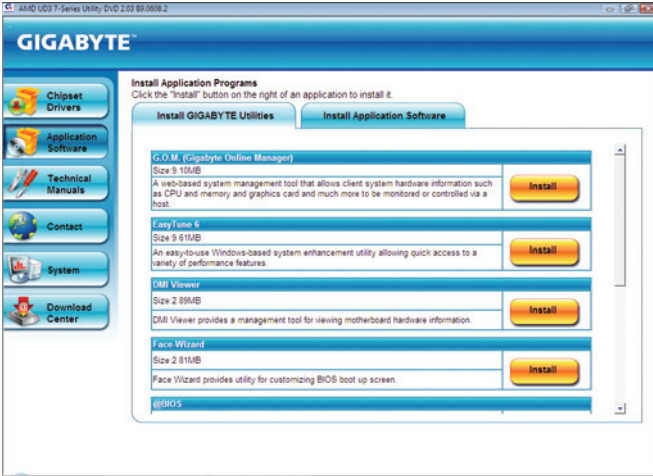 AMD UD3 7-Series Utility DVD 2.03 B9.0608.2
GIGABYTE™
Chipset
Drivers
Application
Software
Technical
Manuals
Contact
System
Download
Center
Install Application Programs
Click the "Install" button on the right of an application to install it.
Install GIGABYTE Utilities
Install Application Software
G.O.M. (Gigabyte Online Manager)
Size:9.10MB
A web-based system management tool that allows client system hardware information such
as CPU and memory and graphics card and much more to be monitored or controlled via a
host.
Install
EasyTune 6
Size:9.61MB
An easy-to-use Windows-based system enhancement utility allowing quick access to a
variety of performance features.
Install
DMI Viewer
Size:2.89MB
DMI Viewer provides a management tool for viewing motherboard hardware information.
Install
Face-Wizard
Size:2.81MB
Face Wizard provides utility for customizing BIOS boot up screen
Install
@BIOS